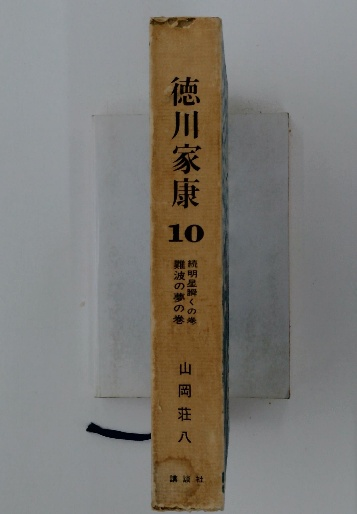 徳川家康
10
続明星瞬くの巻
難波の夢の巻
山岡荘八
講談社